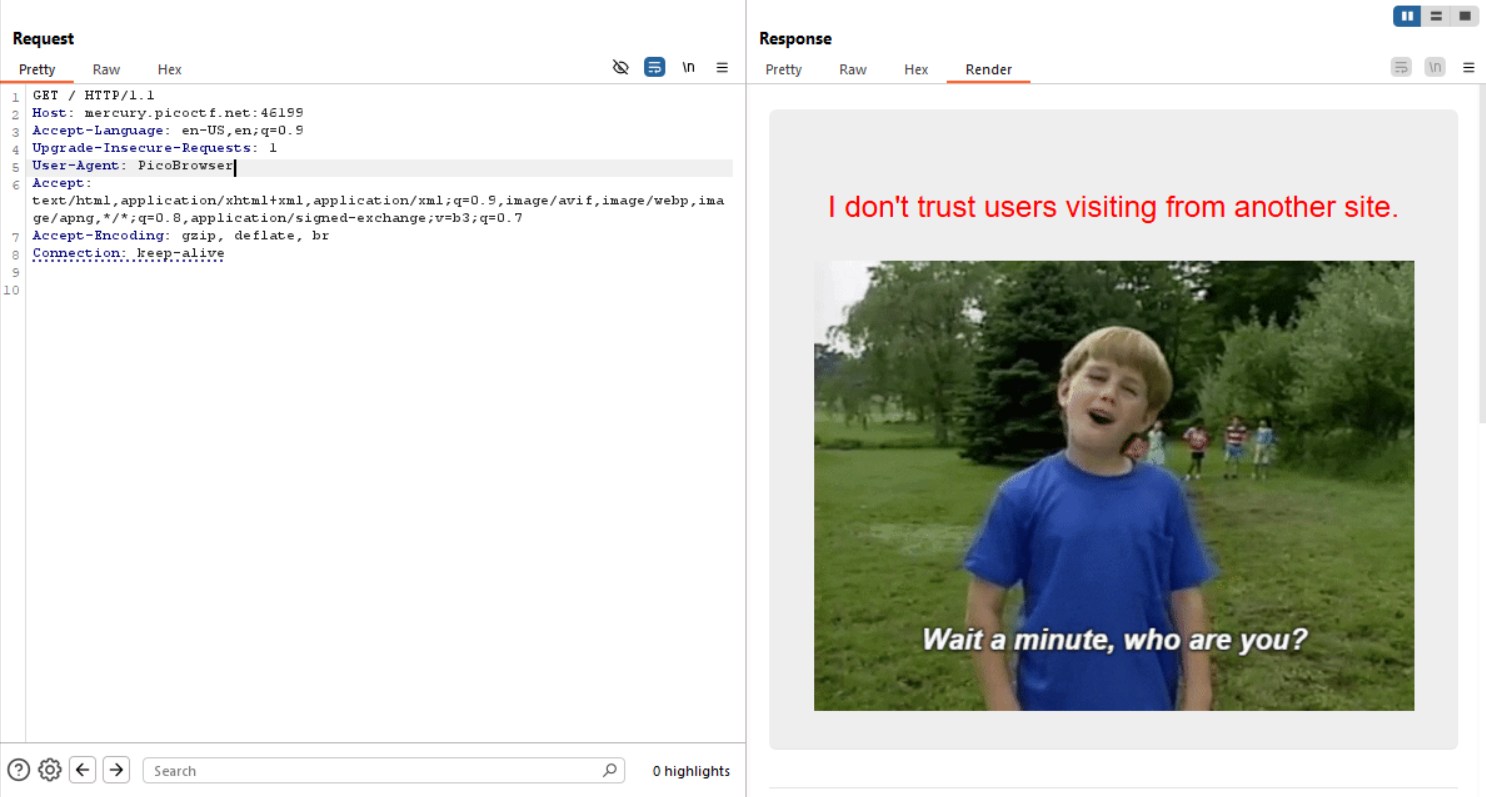 Request
Pretty Raw Hex
\n
1 GET / HTTP/1.1
2 Host: mercury.picoctf.net:46199
3 Accept-Language: en-US,en;q=0.9
4 Upgrade-Insecure-Requests: 1
5 User-Agent: PicoBrowser
6 Accept:
text/html,application/xhtml+xml,application/xml;q=0.9,image/avif,image/webp,ima
ge/apng,*/*;q=0.8,application/signed-exchange;v=b3;q=0.7
7 Accept-Encoding: gzip, deflate, br
8 Connection: keep-alive
9
10
Search
0 highlights
Response
Pretty Raw Hex Render
\n
I don't trust users visiting from another site.
Wait a minute, who are you?